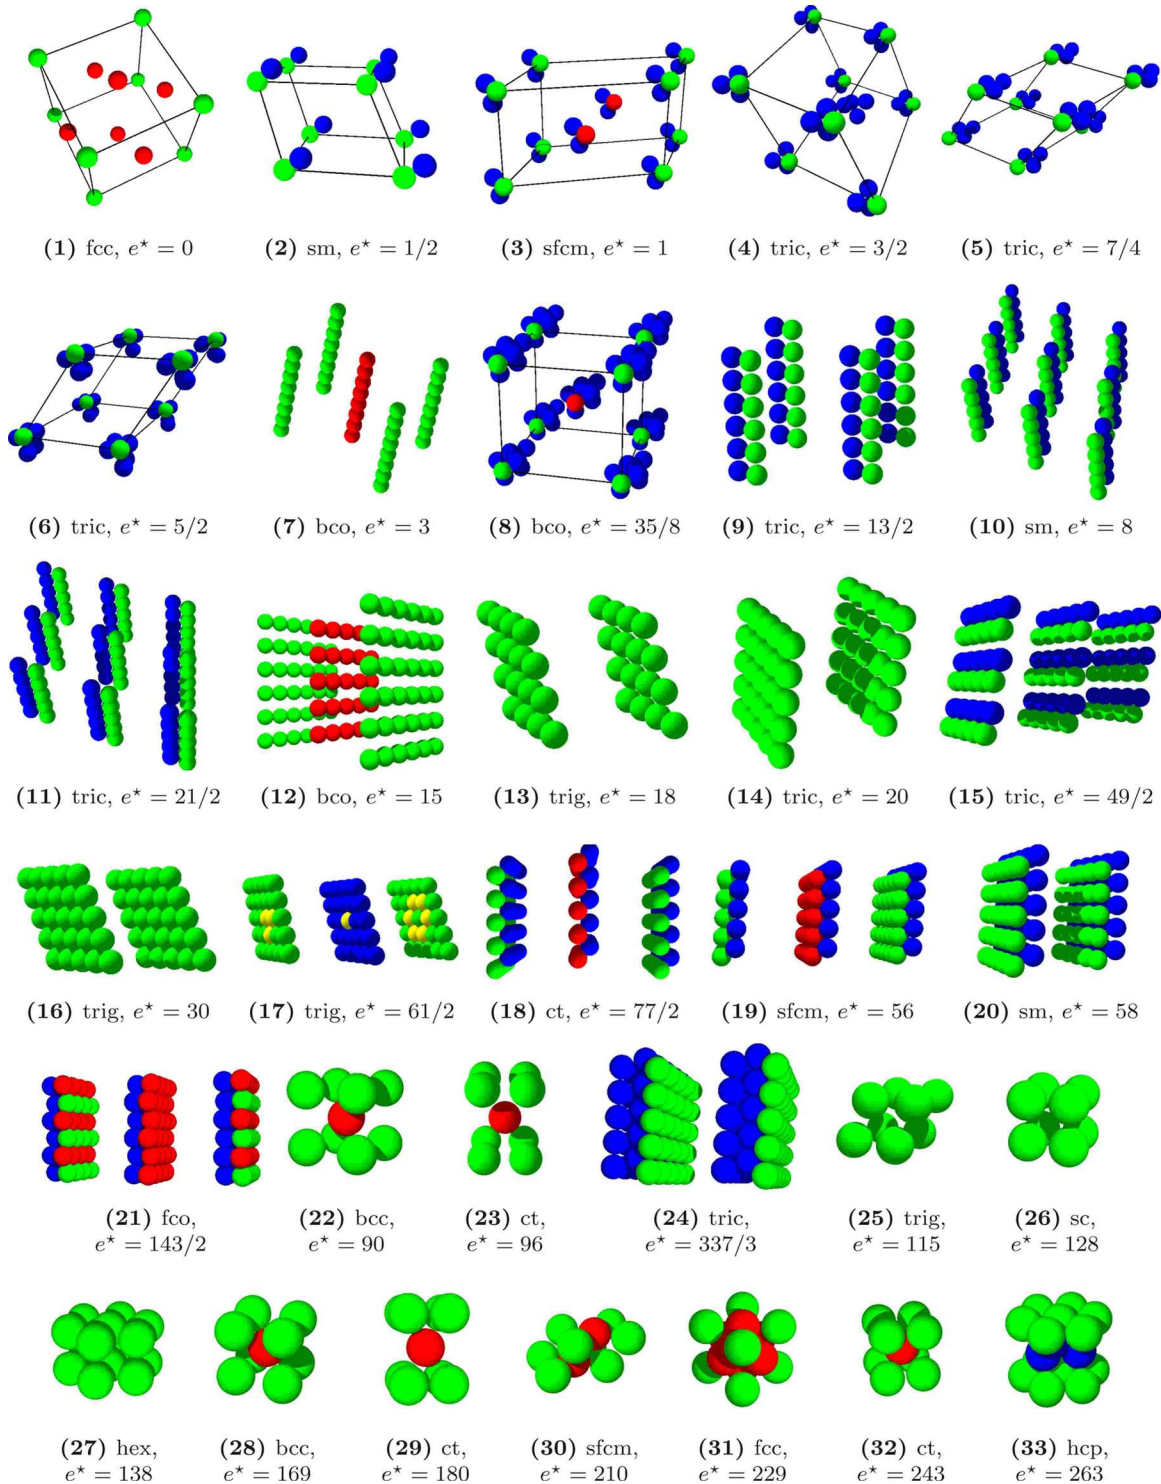 (1) fcc, e⋆ = 0
(2) sm, e⋆ = 1/2
(3) sfcm, e⋆ = 1
(4) tric, e⋆ = 3/2
(5) tric, e⋆ = 7/4
(6) tric, e⋆ = 5/2
(7) bco, e⋆ = 3
(8) bco, e⋆ = 35/8
(9) tric, e⋆ = 13/2
(10) sm, e⋆ = 8
(11) tric, e⋆ = 21/2
(12) bco, e⋆ = 15
(13) trig, e⋆ = 18
(14) tric, e⋆ = 20
(15) tric, e⋆ = 49/2
(16) trig, e⋆ = 30
(17) trig, e⋆ = 61/2
(18) ct, e⋆ = 77/2
(19) sfcm, e⋆ = 56
(20) sm, e⋆ = 58
(21) fco,
e⋆ = 143/2
(22) bcc,
e⋆ = 90
(23) ct,
e⋆ = 96
(24) tric,
e⋆ = 337/3
(25) trig,
e⋆ = 115
(26) sc,
e⋆ = 128
(27) hex,
e⋆ = 138
(28) bcc,
e⋆ = 169
(29) ct,
e⋆ = 180
(30) sfcm,
e⋆ = 210
(31) fcc,
e⋆ = 229
(32) ct,
e⋆ = 243
(33) hcp,
e⋆ = 263